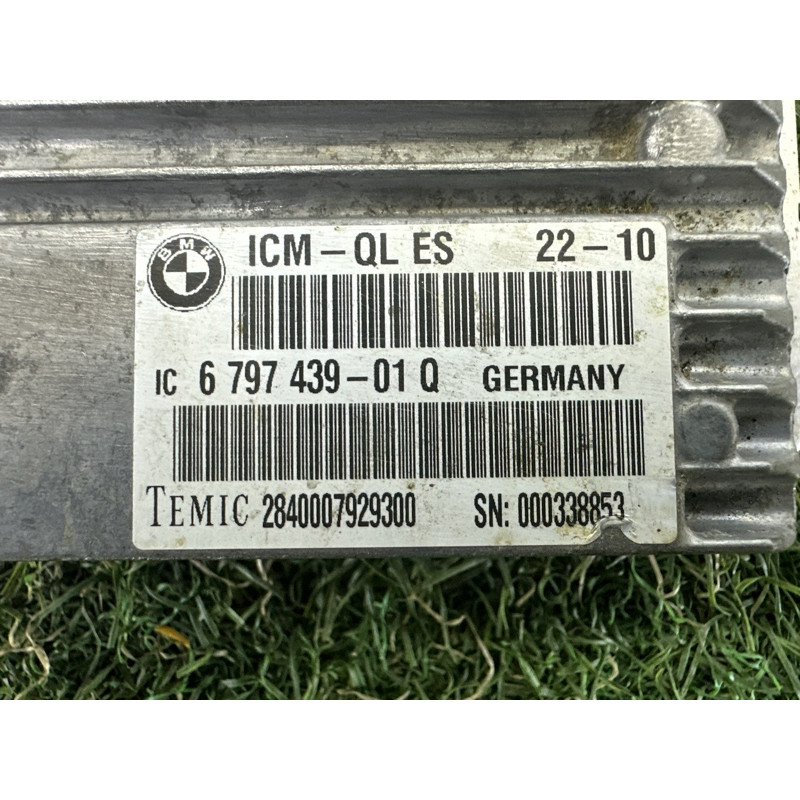 BMW
ICM-QL ES 22-10
IC 6 797 439-01 Q GERMANY
TEMIC 2840007929300 SN: 000338853